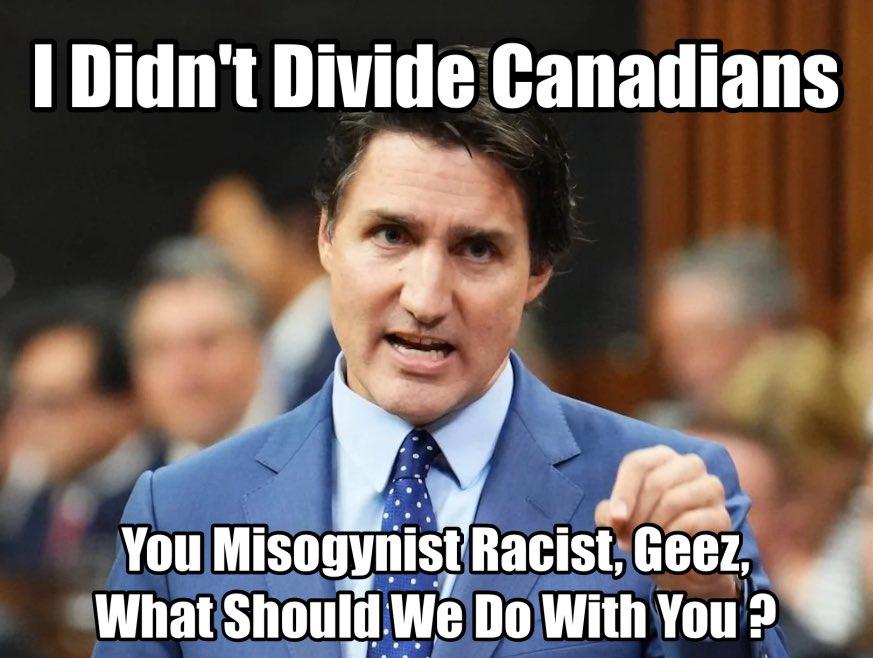 I Didn't Divide Canadians
You Misogynist Racist, Geez,
What Should We Do With You ?